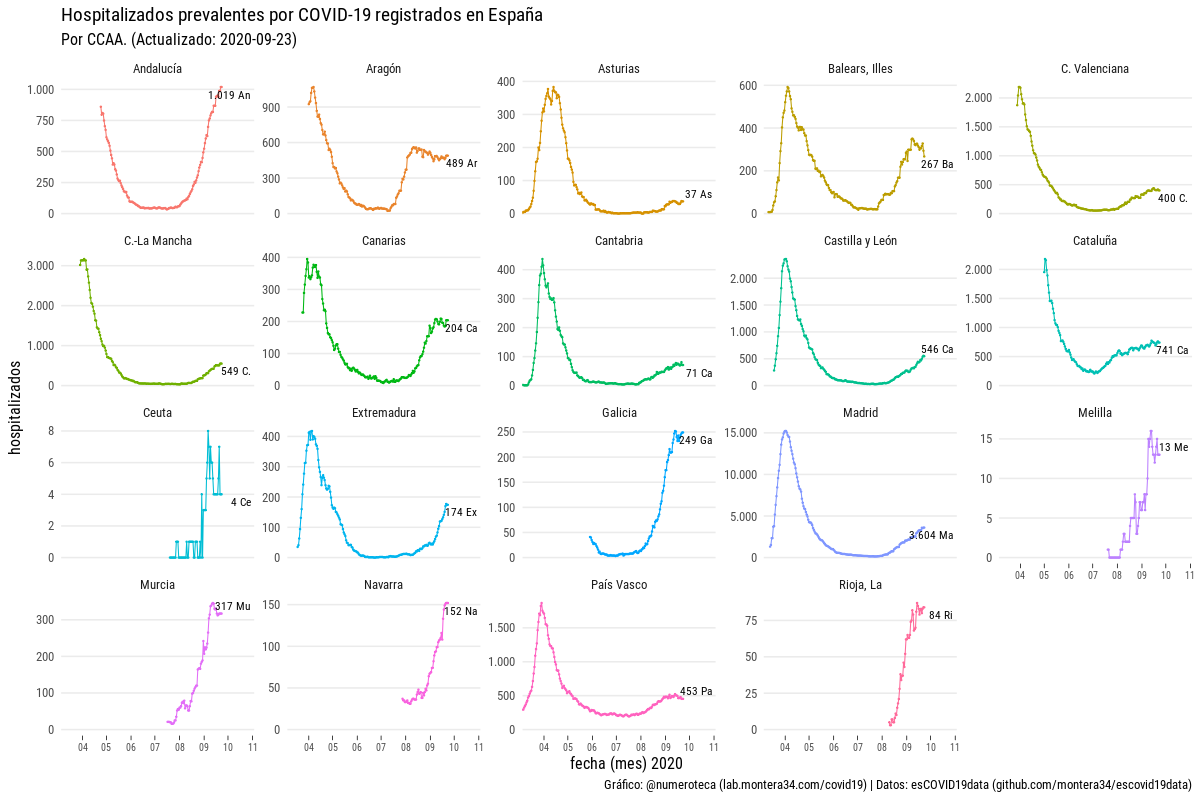 Hospitalizados prevalentes por COVID-19 registrados en España
Por CCAA. (Actualizado: 2020-09-23)
hospitalizados
Andalucía
1.000
750
500
250
0
1.019 An
Aragón
900
600
300
0
489 Ar
Asturias
400
300
200
100
0
37 As
Balears, Illes
600
400
200
0
267 Ba
C. Valenciana
2.000
1.500
1.000
500
0
400 C.
C.-La Mancha
3.000
2.000
1.000
0
549 C.
Canarias
400
300
200
100
0
204 Ca
Cantabria
400
300
200
100
0
71 Ca
Castilla y León
2.000
1.500
1.000
500
0
546 Ca
Cataluña
2.000
1.500
1.000
500
0
741 Ca
Ceuta
8
6
4
2
0
4 Ce
Extremadura
400
300
200
100
0
174 Ex
Galicia
250
200
150
100
50
0
249 Ga
Madrid
15.000
10.000
5.000
0
3.604 Ma
Melilla
15
10
5
0
13 Me
04 05 06 07 08 09 10 11
Murcia
300
200
100
0
317 Mu
04 05 06 07 08 09 10 11
Navarra
150
100
50
0
152 Na
04 05 06 07 08 09 10 11
País Vasco
1.500
1.000
500
0
453 Pa
04 05 06 07 08 09 10 11
Rioja, La
75
50
25
0
84 Ri
04 05 06 07 08 09 10 11
fecha (mes) 2020
Gráfico: @numeroteca (lab.montera34.com/covid19) | Datos: esCOVID19data (github.com/montera34/escovid19data)